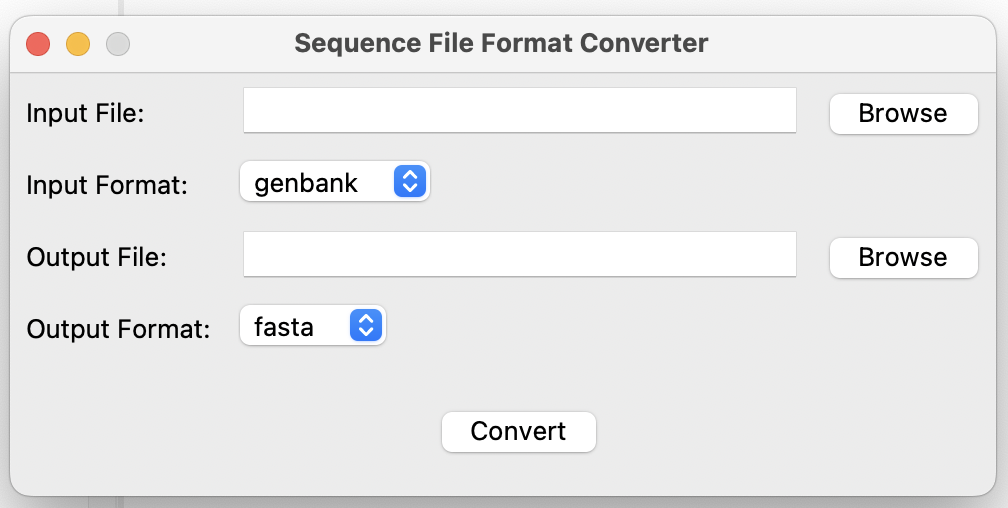 Sequence File Format Converter
Input File:
Browse
Input Format:
genbank
Output File:
Browse
Output Format:
fasta
Convert